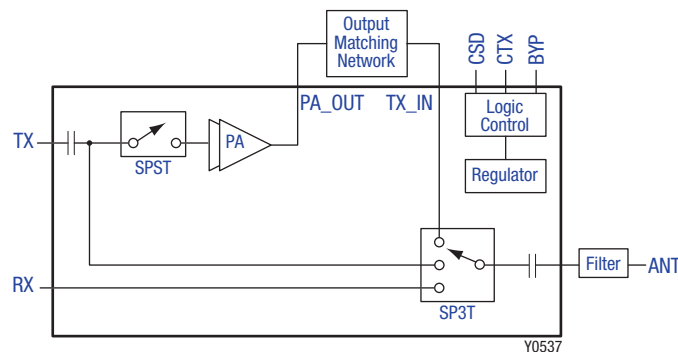 Output
Matching
Network
CSD
CTX
BYP
PA_OUT
TX_IN
Logic
Control
TX
PA
SPST
Regulator
Filter
ANT
RX
SP3T
Y0537